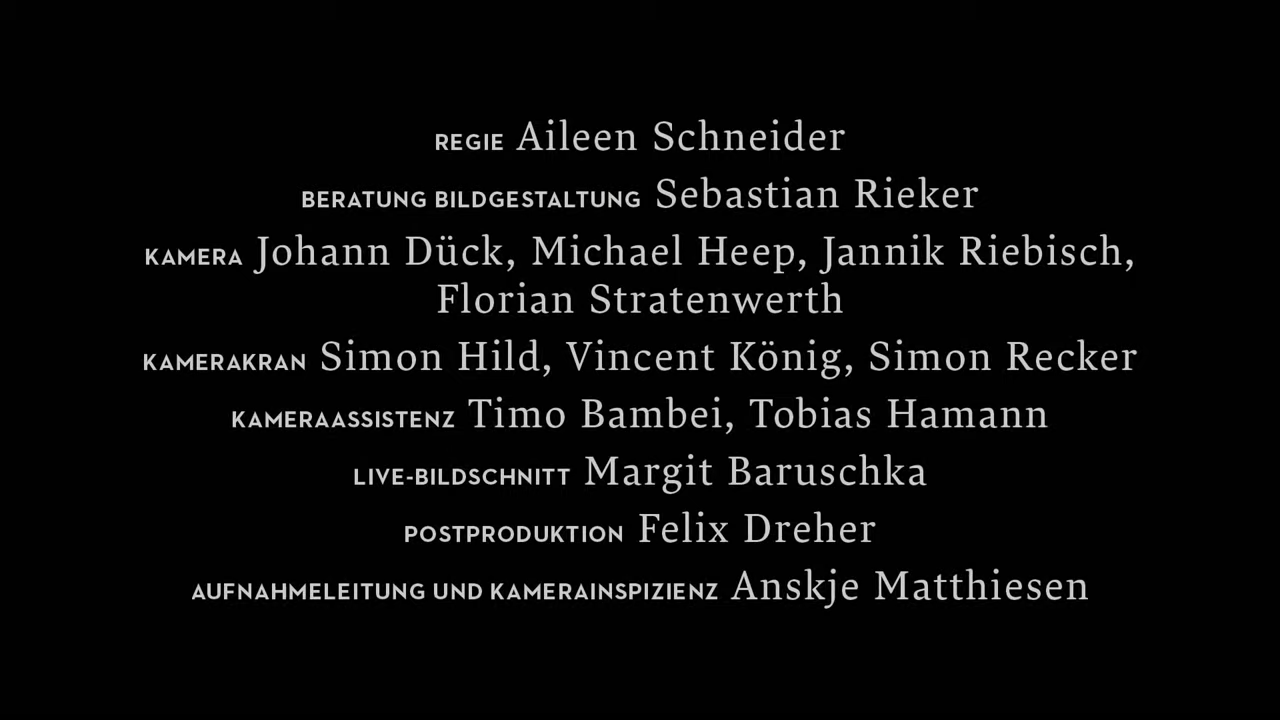 REGIE Aileen Schneider
BERATUNG BILDGESTALTUNG Sebastian Rieker
KAMERA Johann Dück, Michael Heep, Jannik Riebisch,
Florian Stratenwerth
KAMERAKRAN Simon Hild, Vincent König, Simon Recker
KAMERAASSISTENZ Timo Bambei, Tobias Hamann
LIVE-BILDSCHNITT Margit Baruschka
POSTPRODUKTION Felix Dreher
AUFNAHMELEITUNG UND KAMERAINSPIZIENZ Anskje Matthiesen